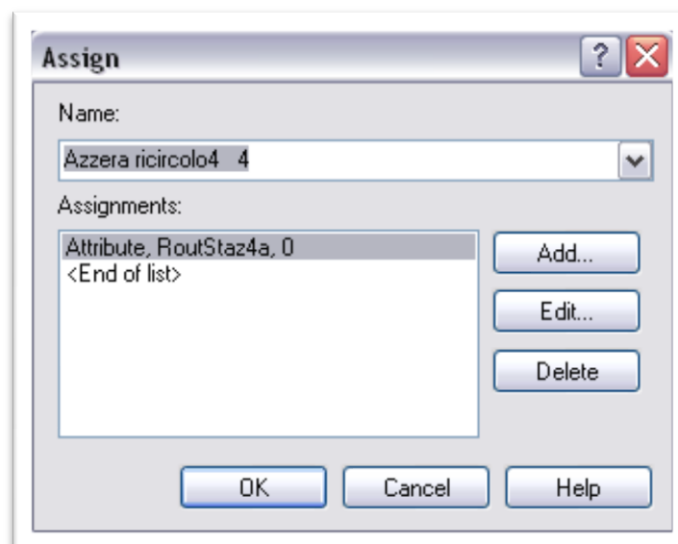 Assign
?
Name:
Azzera ricircolo4 4
Assignments:
Attribute, RoutStaz4a, 0
<End of list>
Add...
Edit...
Delete
OK
Cancel
Help